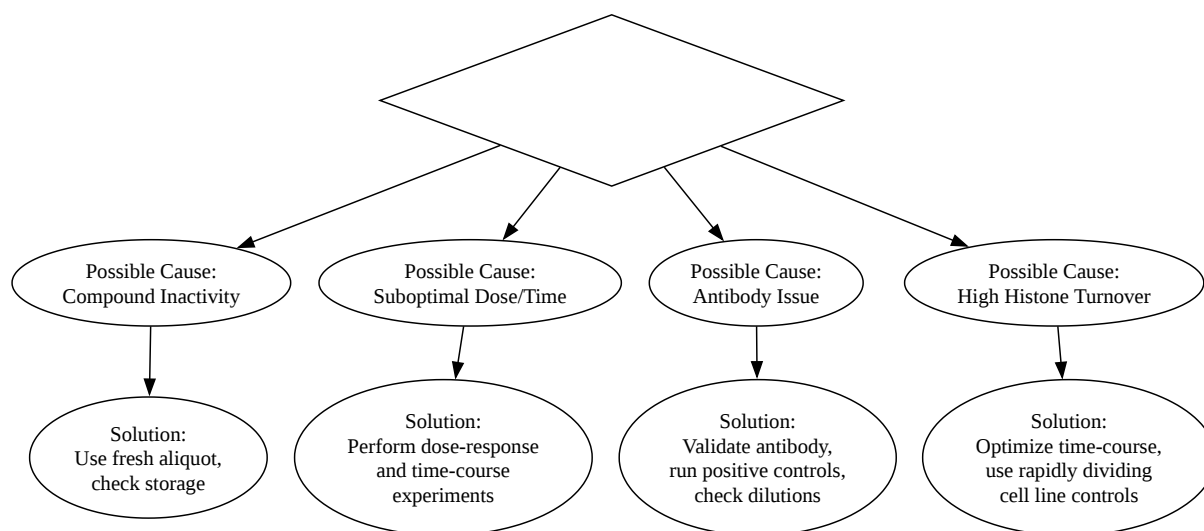 Possible Cause:
Compound Inactivity
Possible Cause:
Suboptimal Dose/Time
Possible Cause:
Antibody Issue
Possible Cause:
High Histone Turnover
Solution:
Use fresh aliquot,
check storage
Solution:
Perform dose-response
and time-course
experiments
Solution:
Validate antibody,
run positive controls,
check dilutions
Solution:
Optimize time-course,
use rapidly dividing
cell line controls